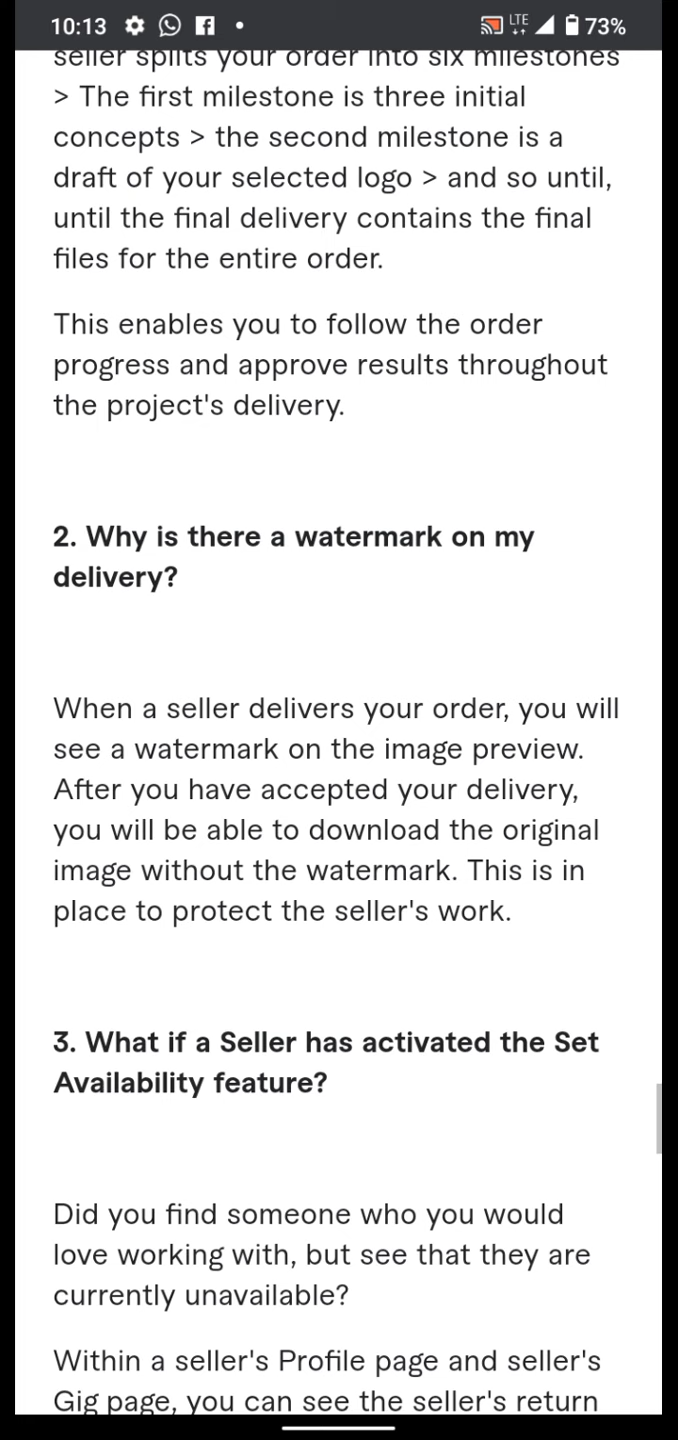 10:13
LTE
73%
seller splits your order into six milestones
> The first milestone is three initial
concepts > the second milestone is a
draft of your selected logo > and so until,
until the final delivery contains the final
files for the entire order.
This enables you to follow the order
progress and approve results throughout
the project's delivery.
2. Why is there a watermark on my
delivery?
When a seller delivers your order, you will
see a watermark on the image preview.
After you have accepted your delivery,
you will be able to download the original
image without the watermark. This is in
place to protect the seller's work.
3. What if a Seller has activated the Set
Availability feature?
Did you find someone who you would
love working with, but see that they are
currently unavailable?
Within a seller's Profile page and seller's
Gig page, you can see the seller's return